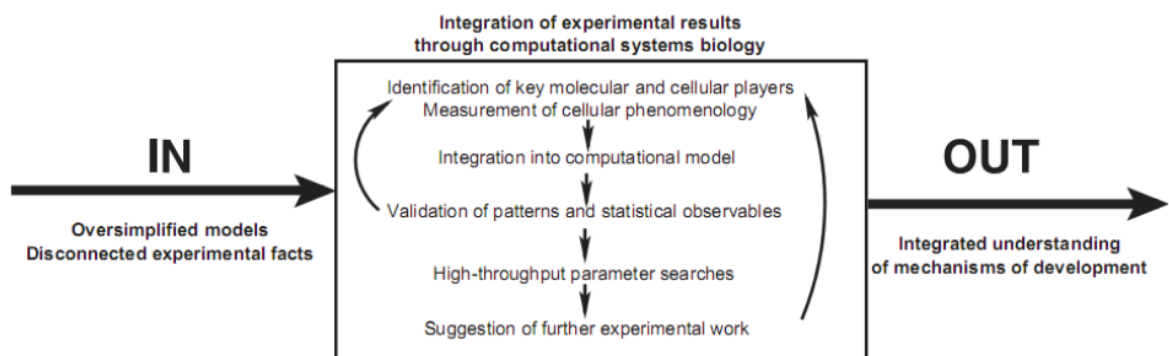 Integration of experimental results
through computational systems biology
Identification of key molecular and cellular players
Measurement of cellular phenomenology
Integration into computational model
Validation of patterns and statistical observables
High-throughput parameter searches
Suggestion of further experimental work
IN
Oversimplified models
Disconnected experimental facts
OUT
Integrated understanding
of mechanisms of development